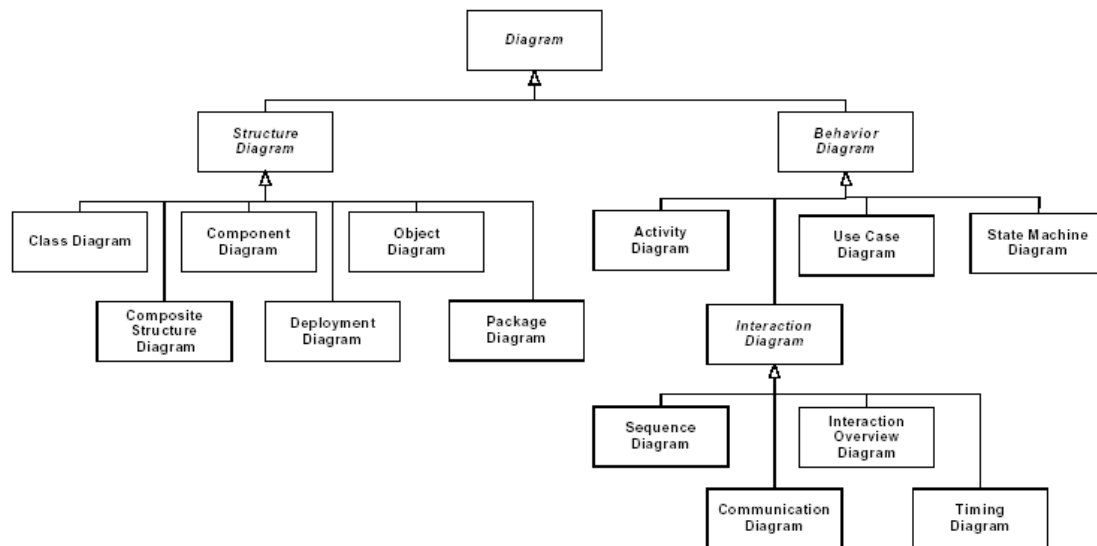 Diagram
Structure
Diagram
Behavior
Diagram
Class Diagram
Component
Diagram
Object
Diagram
Activity
Diagram
Use Case
Diagram
State Machine
Diagram
Composite
Structure
Diagram
Deployment
Diagram
Package
Diagram
Interaction
Diagram
Sequence
Diagram
Interaction
Overview
Diagram
Communication
Diagram
Timing
Diagram